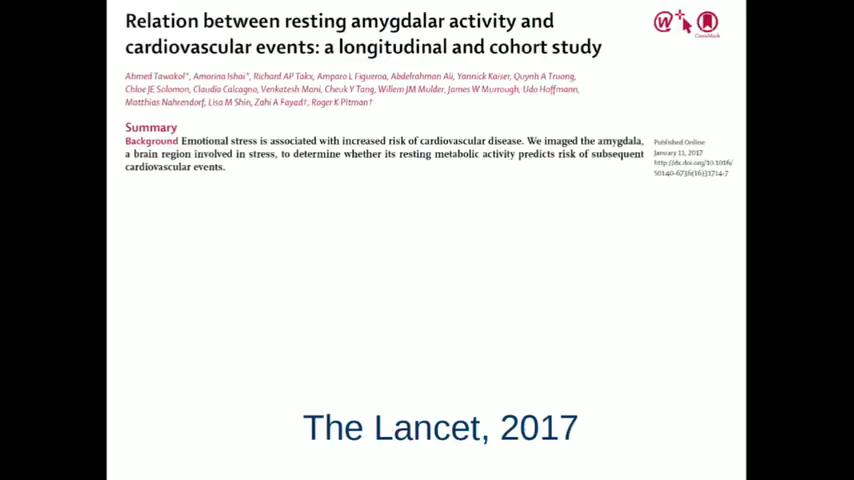 Relation between resting amygdalar activity and
cardiovascular events: a longitudinal and cohort study
Ahmed Tawakol*, Amorina Ishai*, Richard AP Takx, Amparo L Figueroa, Abdelrahman Ali, Yannick Kaiser, Quynh A Truong,
Chloe JE Solomon, Claudia Calcagno, Venkatesh Mani, Cheuk Y Tang, Willem JM Mulder, James W Murrough, Udo Hoffmann,
Matthias Nahrendorf, Lisa M Shin, Zahi A Fayad†, Roger K Pitman†
Summary
Background Emotional stress is associated with increased risk of cardiovascular disease. We imaged the amygdala,
a brain region involved in stress, to determine whether its resting metabolic activity predicts risk of subsequent
cardiovascular events.
Published Online
January 11, 2017
http://dx.doi.org/10.1016/
S0140-6736(16)31714-7
CrossMark
The Lancet, 2017